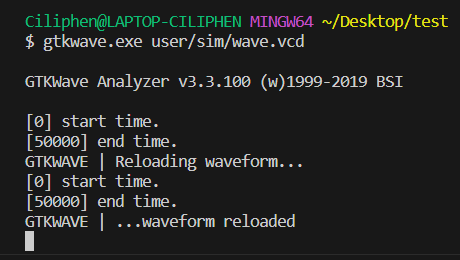 Ciliphen@LAPTOP-CILIPHEN MINGW64 ~/Desktop/test
$ gtkwave.exe user/sim/wave.vcd
GTKWave Analyzer v3.3.100 (w)1999-2019 BSI
[0] start time.
[50000] end time.
GTKWAVE | Reloading waveform...
[0] start time.
[50000] end time.
GTKWAVE | ...waveform reloaded